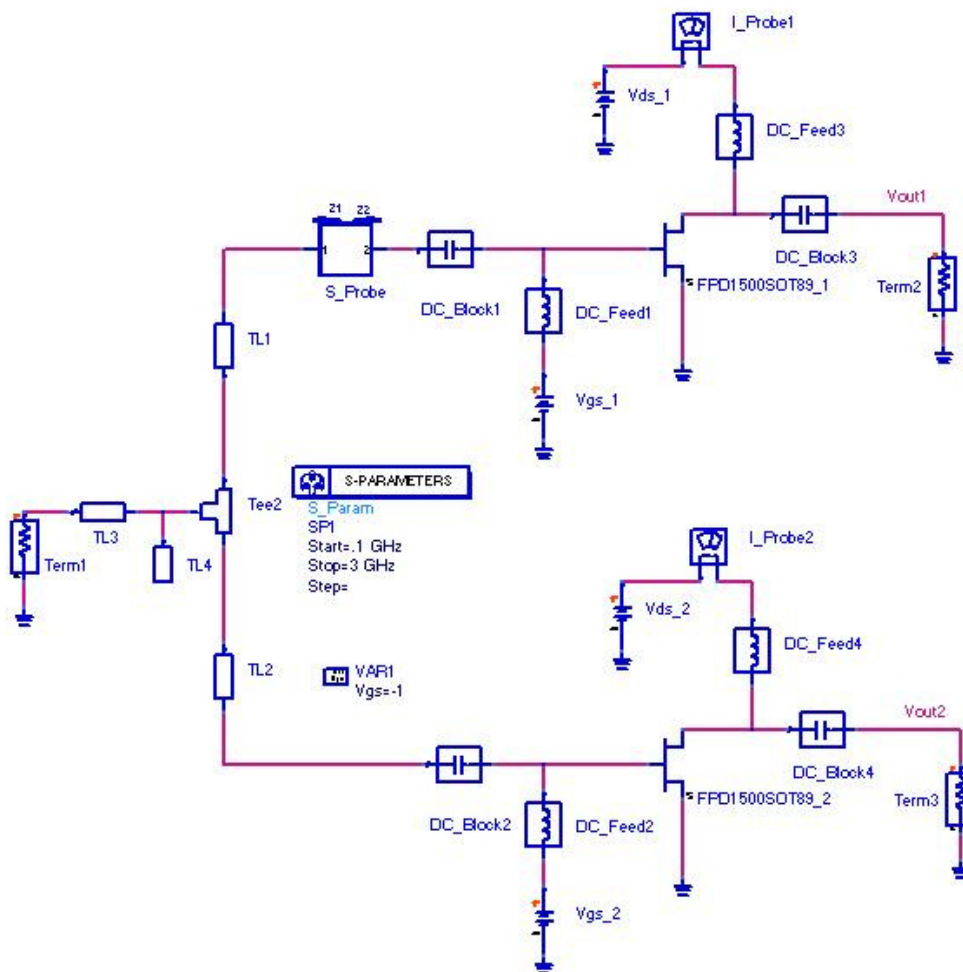 I_Probe1
Vds_1
DC_Feed3
Vout1
Z1 Z2
1 2
S_Probe
DC_Block1
DC_Feed1
FPD1500SOT89_1
DC_Block3
Term2
TL1
Vgs_1
Tee2
S-PARAMETERS
S_Param
SP1
Start=.1 GHz
Stop=3 GHz
Step=
TL3
TL4
Term1
I_Probe2
Vds_2
DC_Feed4
TL2
VAR1
Vgs=-1
Vout2
DC_Block2
DC_Feed2
FPD1500SOT89_2
DC_Block4
Term3
Vgs_2